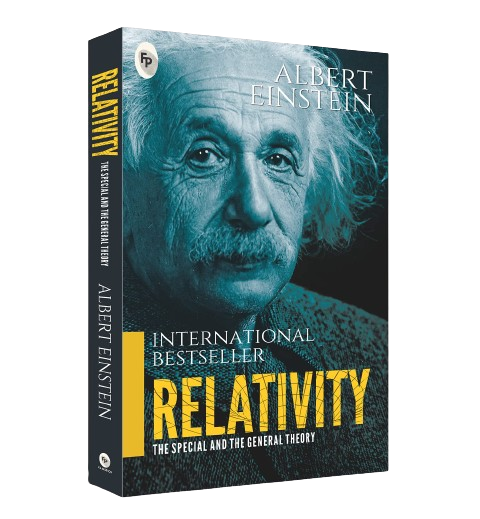 RELATIVITY
THE SPECIAL AND THE GENERAL THEORY
ALBERT EINSTEIN
FP
ALBERT
EINSTEIN
INTERNATIONAL
BESTSELLER
RELATIVITY
THE SPECIAL AND THE GENERAL THEORY